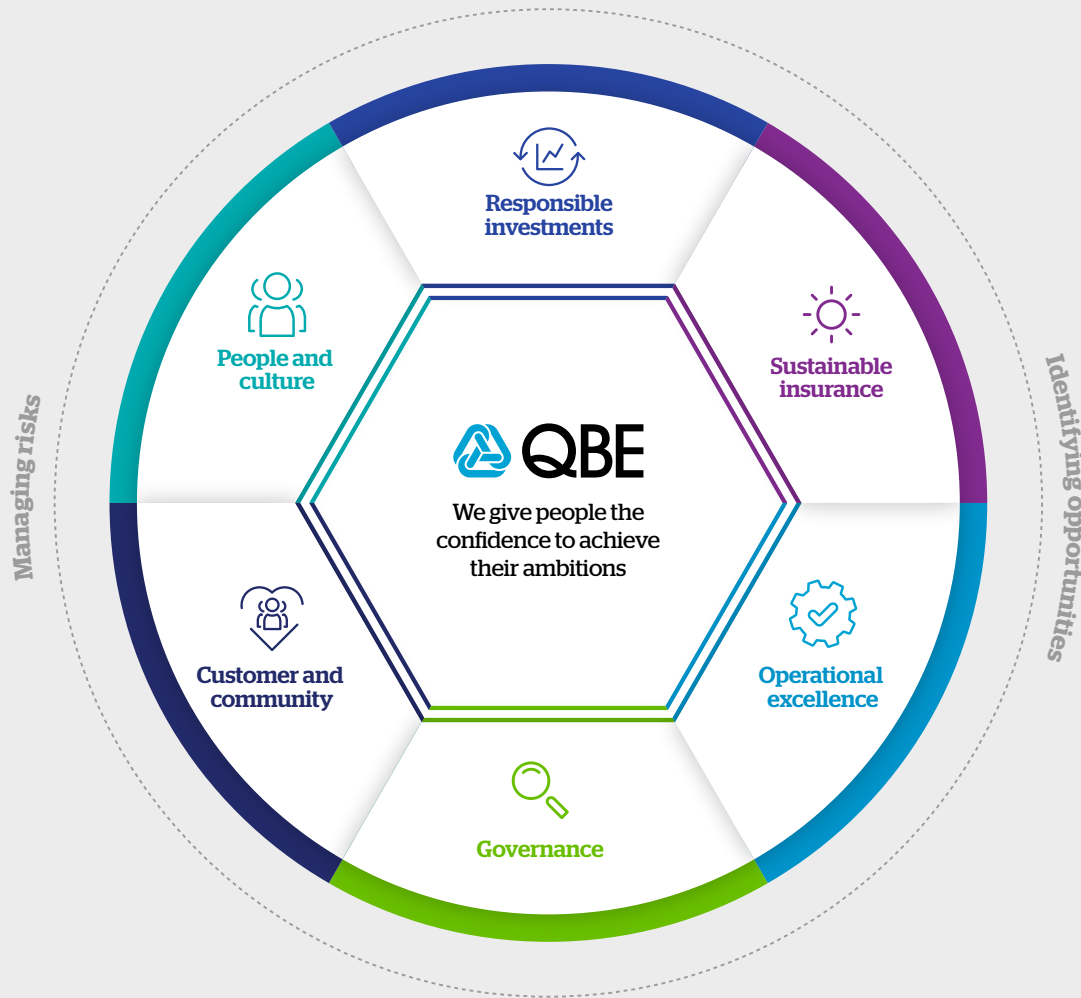 Responsible
investments
People and
culture
Sustainable
insurance
Managing risks
Identifying opportunities
QBE
We give people the
confidence to achieve
their ambitions
Customer and
community
Operational
excellence
Governance